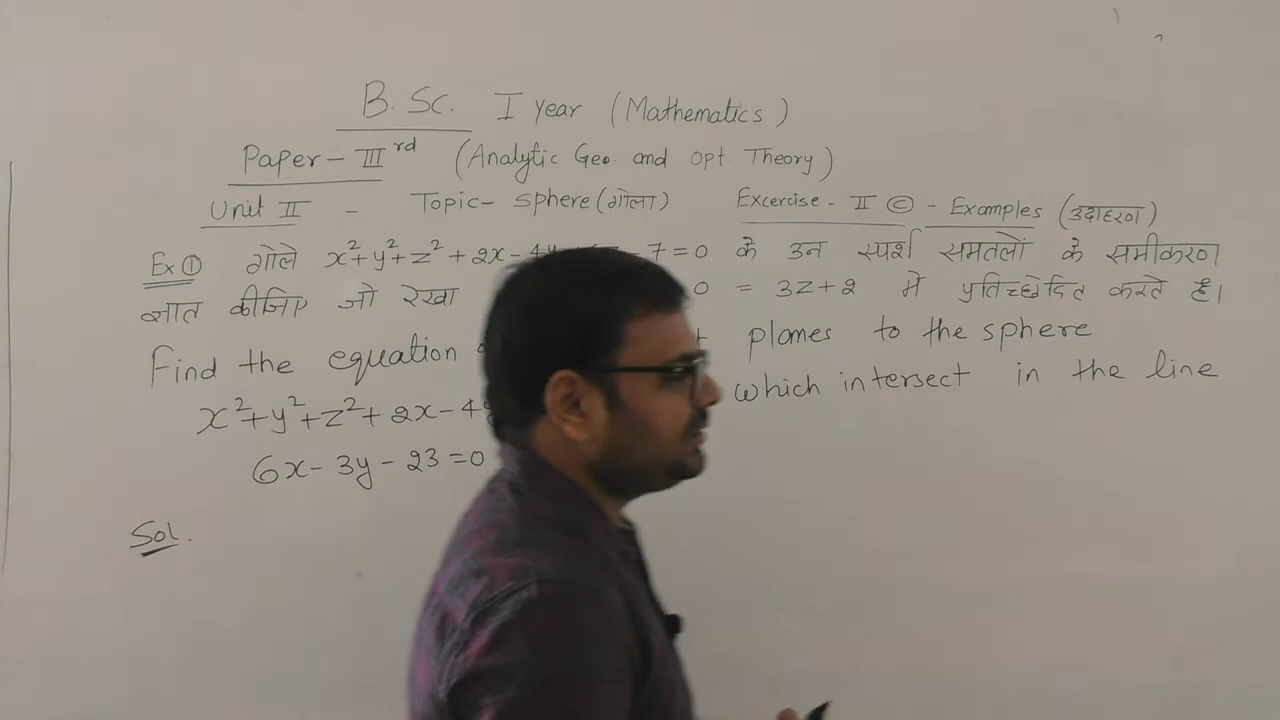 B.Sc. I year (Mathematics)
Paper-III rd (Analytic Geo. and Opt. Theory)
Unit II - Topic- Sphere (गोला) Excercise - II © - Examples (उदाहरण)
Ex ① गोले x²+y²+z²+2x-4y 7=0 के उन स्पर्श समतलों के समीकरण
ज्ञात कीजिए जो रेखा 0 = 3z+2 में प्रतिच्छेदित करते है।
Find the equation planes to the sphere
x²+y²+z²+2x-4 which intersect in the line
6x-3y-23=0
Sol.